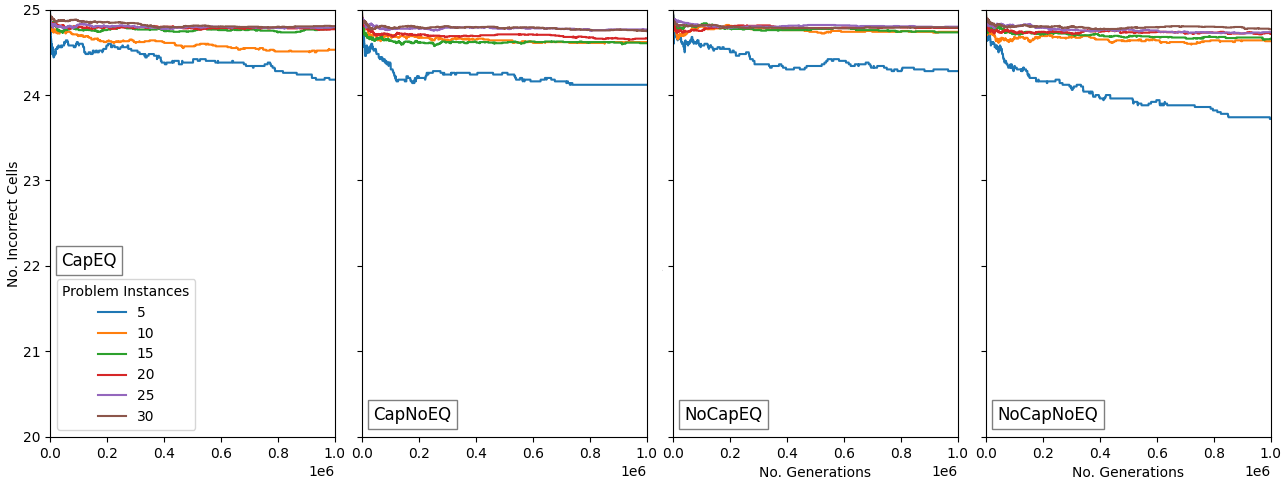 25
24
23
22
21
20
No. Incorrect Cells
CapEQ
Problem Instances
5
10
15
20
25
30
0.0 0.2 0.4 0.6 0.8 1.0
1e6
CapNoEQ
0.0 0.2 0.4 0.6 0.8 1.0
1e6
NoCapEQ
0.0 0.2 0.4 0.6 0.8 1.0
No. Generations 1e6
NoCapNoEQ
0.0 0.2 0.4 0.6 0.8 1.0
No. Generations 1e6